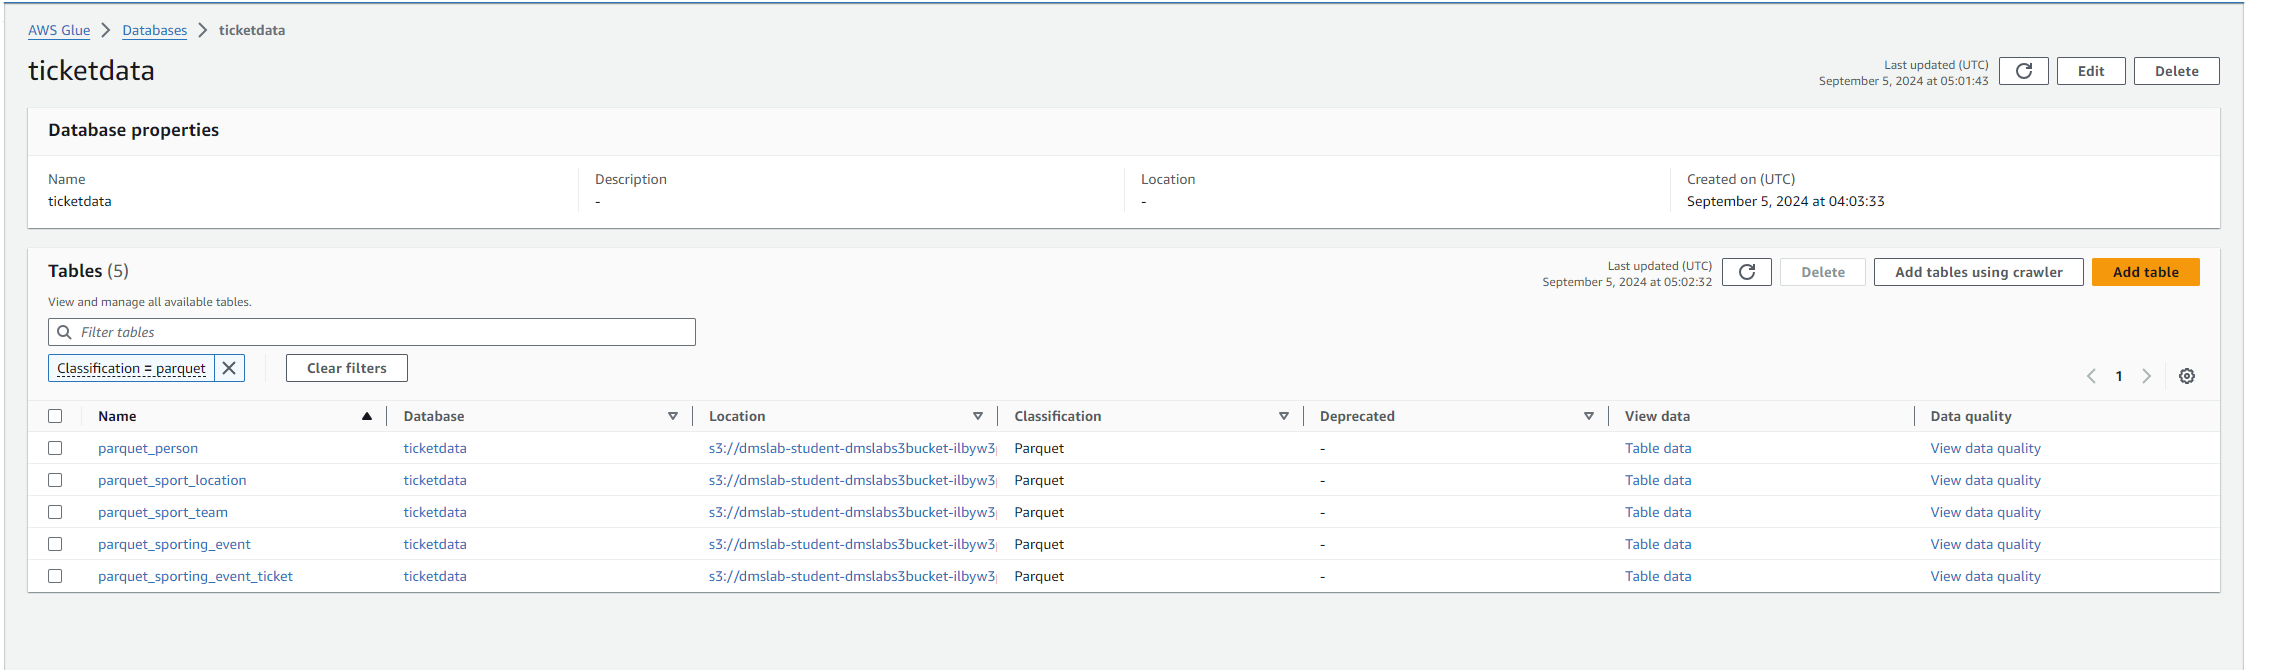 AWS Glue > Databases > ticketdata
ticketdata
Last updated (UTC)
September 5, 2024 at 05:01:43
Edit
Delete
Database properties
Name
ticketdata
Description
-
Location
-
Created on (UTC)
September 5, 2024 at 04:03:33
Tables (5)
View and manage all available tables.
Last updated (UTC)
September 5, 2024 at 05:02:32
Delete
Add tables using crawler
Add table
Filter tables
Classification = parquet
Clear filters
1
Name Database Location Classification Deprecated View data Data quality
parquet_person ticketdata s3://dmslab-student-dmslabs3bucket-ilbyw3 Parquet - Table data View data quality
parquet_sport_location ticketdata s3://dmslab-student-dmslabs3bucket-ilbyw3 Parquet - Table data View data quality
parquet_sport_team ticketdata s3://dmslab-student-dmslabs3bucket-ilbyw3 Parquet - Table data View data quality
parquet_sporting_event ticketdata s3://dmslab-student-dmslabs3bucket-ilbyw3 Parquet - Table data View data quality
parquet_sporting_event_ticket ticketdata s3://dmslab-student-dmslabs3bucket-ilbyw3 Parquet - Table data View data quality